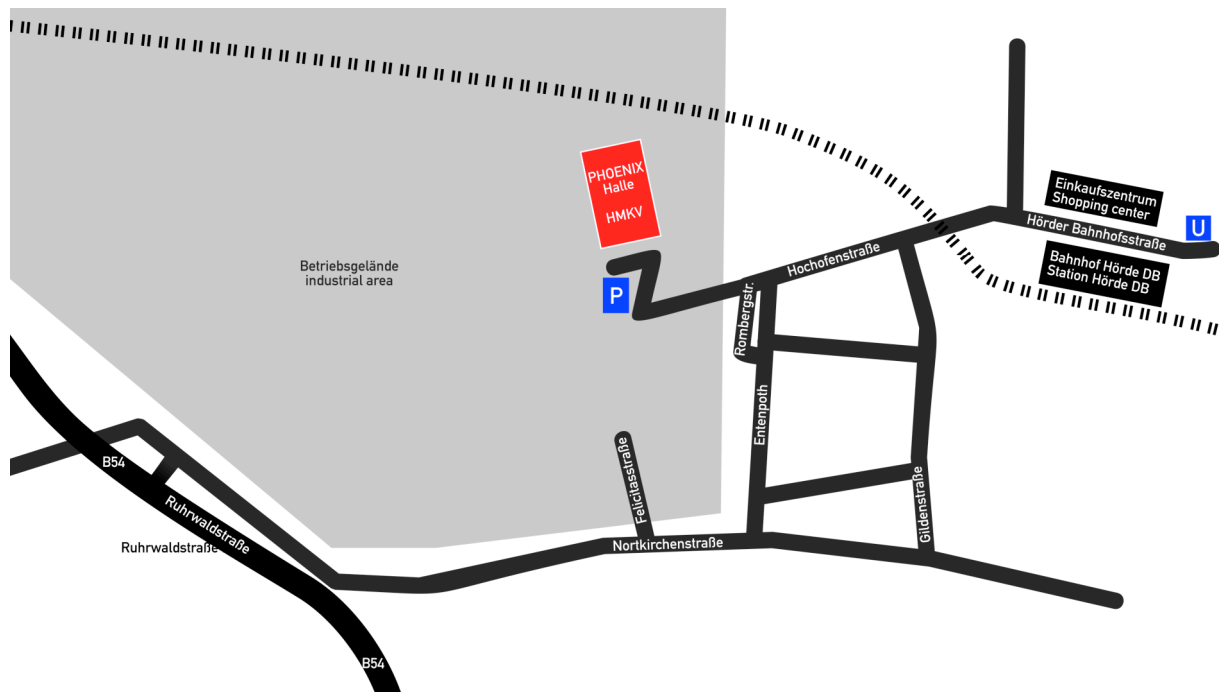 PHOENIX
Halle
HMKV
Einkaufszentrum
Shopping center
U
Hörder Bahnhofsstraße
Hochofenstraße
Bahnhof Hörde DB
Station Hörde DB
Betriebsgelände
industrial area
P
Rombergstr.
Entenpoth
Felicitasstraße
Gildenstraße
B54
Ruhrwaldstraße
Ruhrwaldstraße
Nortkirchenstraße
B54